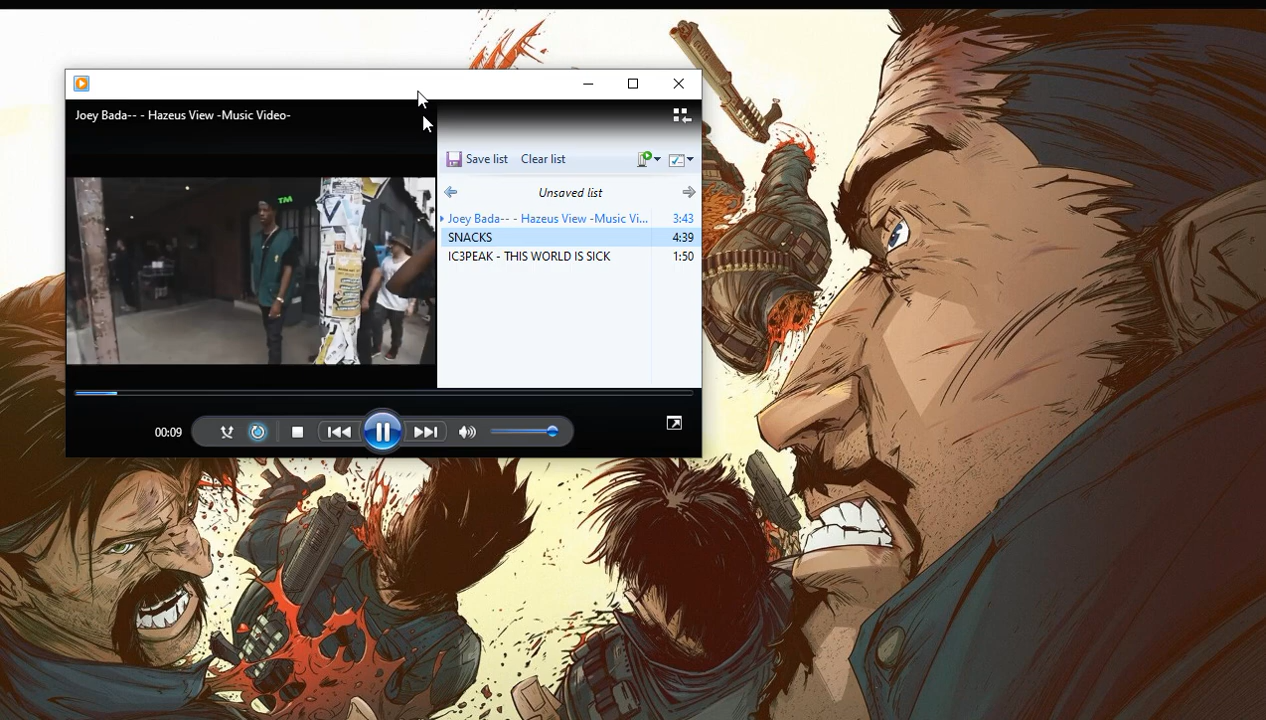 Joey Bada-- - Hazeus View -Music Video-
Save list Clear list
Unsaved list
Joey Bada-- - Hazeus View -Music Vi... 3:43
SNACKS 4:39
IC3PEAK - THIS WORLD IS SICK 1:50
TM
00:09